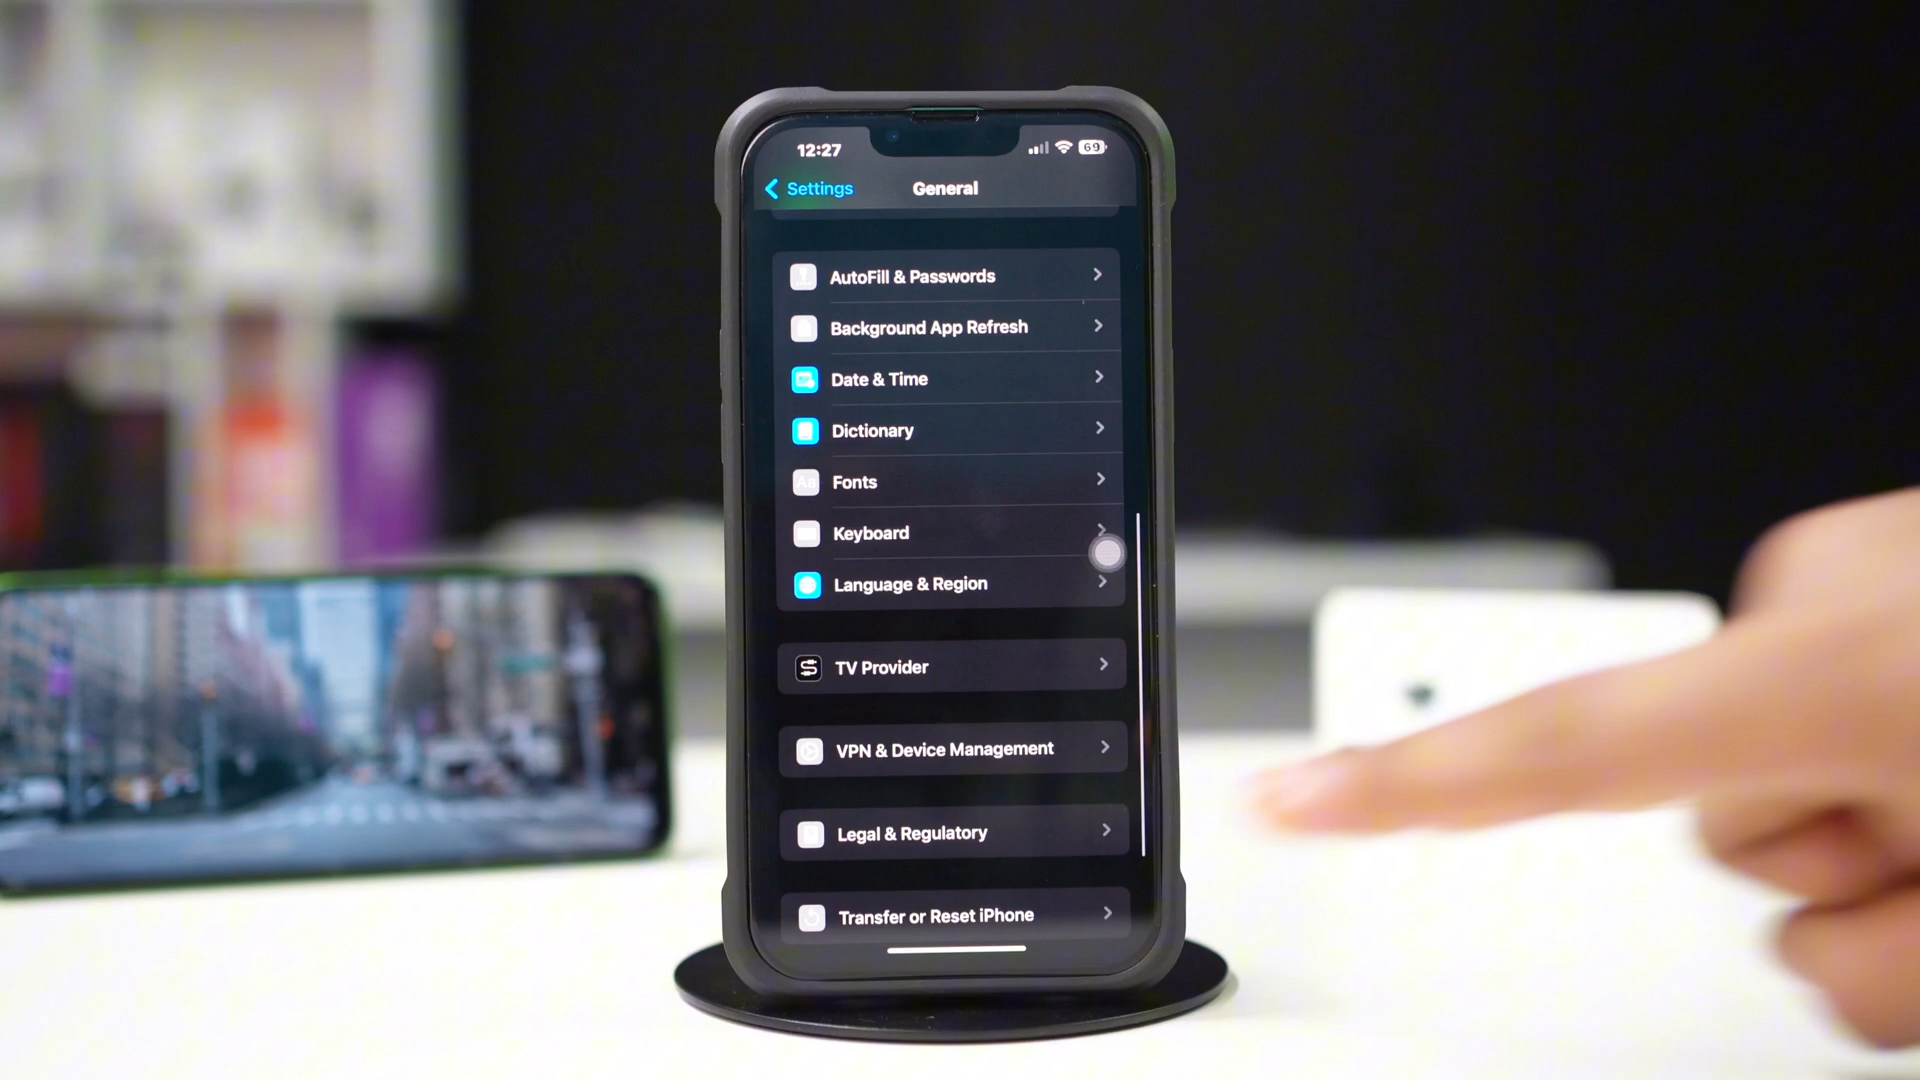 12:27
69
Settings
General
AutoFill & Passwords
Background App Refresh
Date & Time
Dictionary
Fonts
Keyboard
Language & Region
TV Provider
VPN & Device Management
Legal & Regulatory
Transfer or Reset iPhone